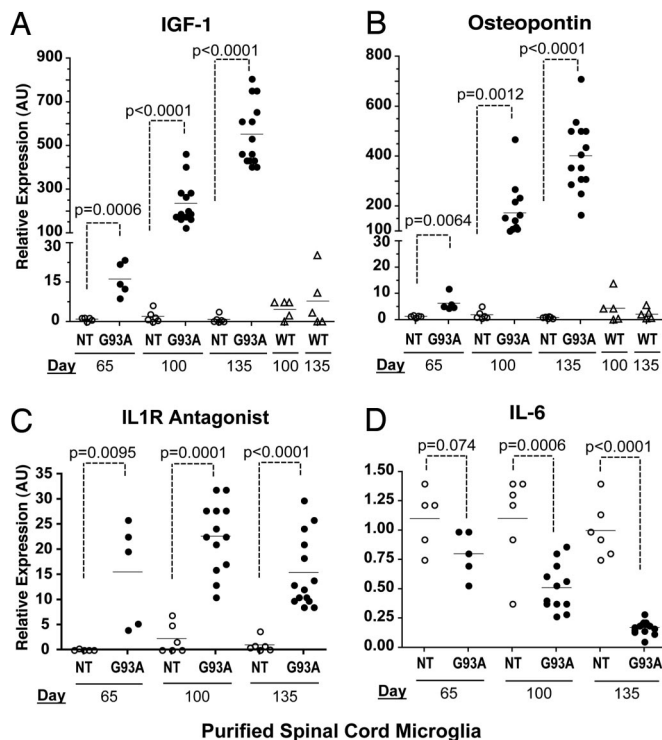 A
IGF-1
Relative Expression (AU)
900
700
500
300
100
30
15
0
p=0.0006
p<0.0001
p<0.0001
NT G93A NT G93A NT G93A WT WT
Day 65 100 135 100 135
B
Osteopontin
800
600
400
200
100
30
20
10
5
0
p=0.0064
p=0.0012
p<0.0001
NT G93A NT G93A NT G93A WT WT
Day 65 100 135 100 135
C
IL1R Antagonist
Relative Expression (AU)
35
30
25
20
15
10
5
0
p=0.0095
p=0.0001
p<0.0001
NT G93A NT G93A NT G93A
Day 65 100 135
D
IL-6
1.50
1.25
1.00
0.75
0.50
0.25
0.00
p=0.074
p=0.0006
p<0.0001
NT G93A NT G93A NT G93A
Day 65 100 135
Purified Spinal Cord Microglia